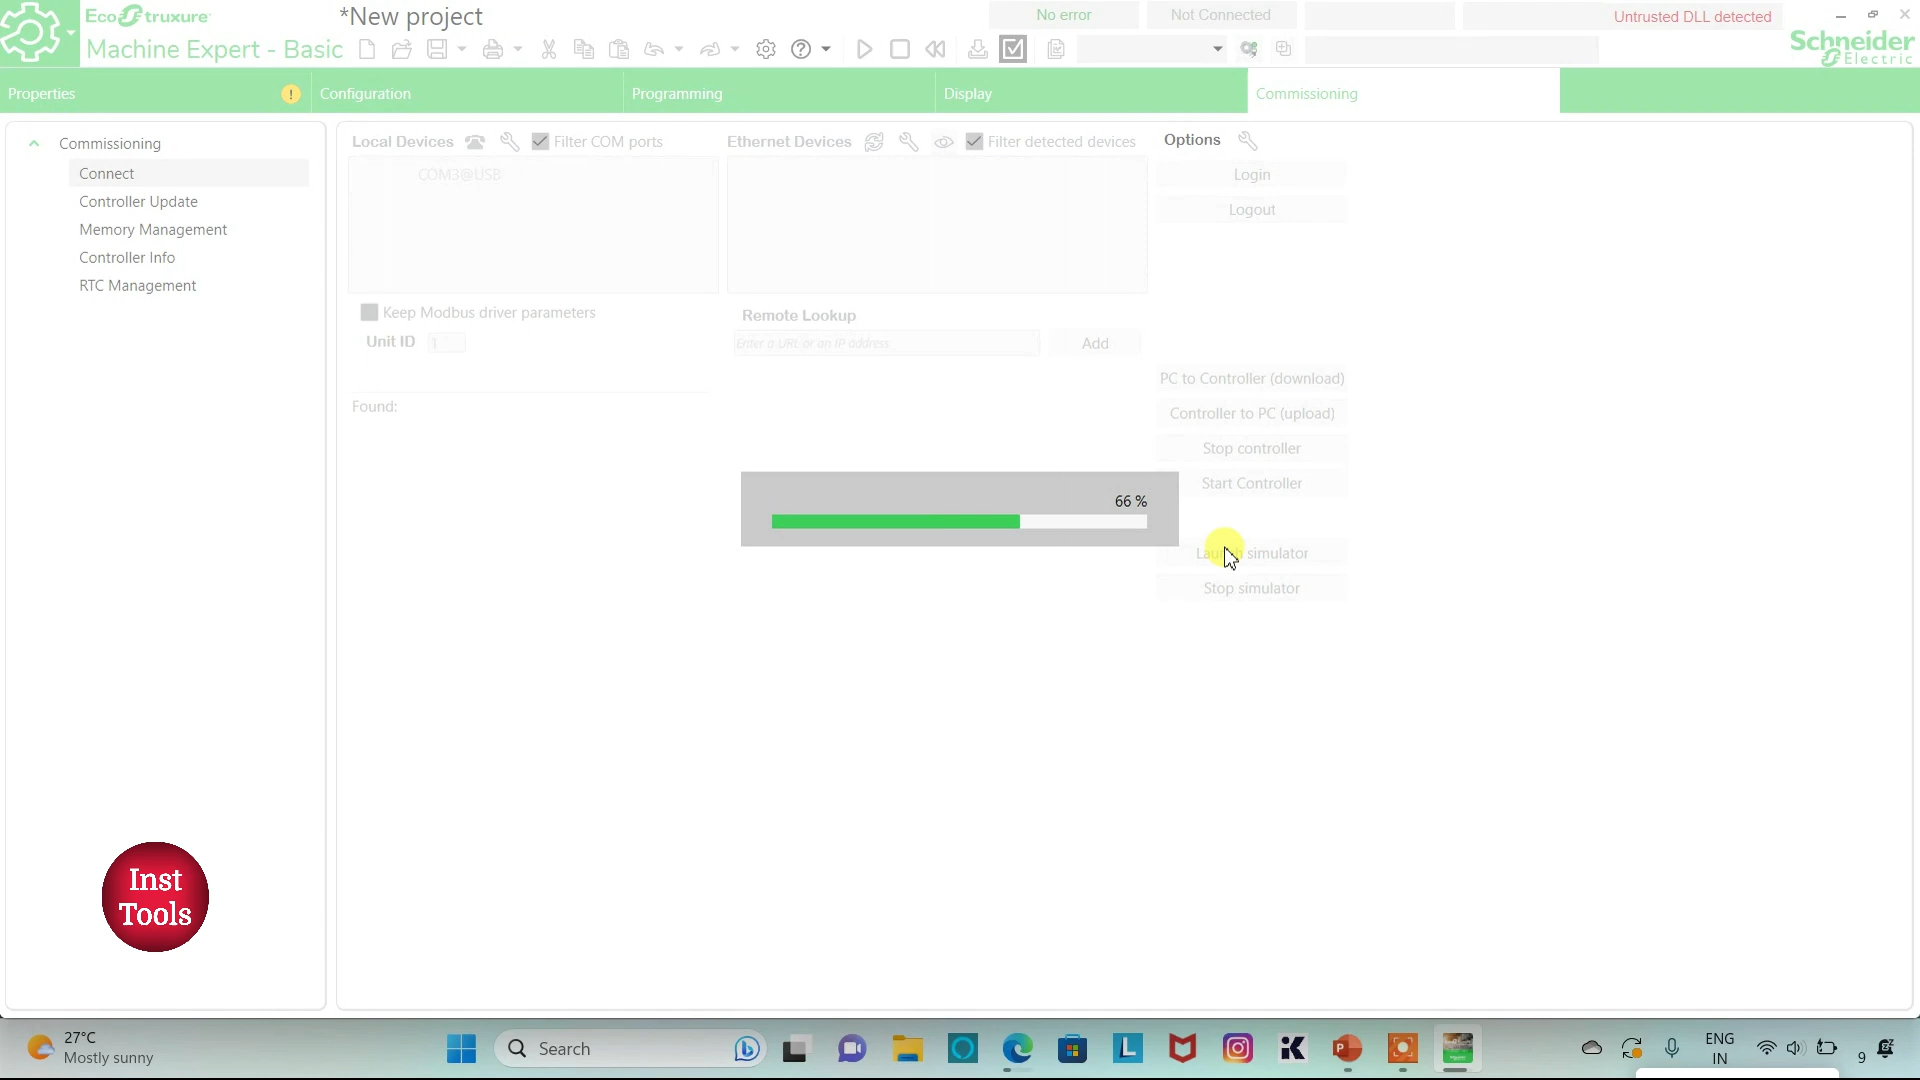 EcoStruxure
Machine Expert - Basic
*New project
No error
Not Connected
Untrusted DLL detected
Schneider
Electric
Properties
!
Configuration
Programming
Display
Commissioning
Commissioning
Connect
Controller Update
Memory Management
Controller Info
RTC Management
Local Devices
Filter COM ports
COM3@USB
Keep Modbus driver parameters
Unit ID 1
Found:
Ethernet Devices
Filter detected devices
Remote Lookup
Enter a URL or an IP address
Add
Options
Login
Logout
PC to Controller (download)
Controller to PC (upload)
Stop controller
Start Controller
Launch simulator
Stop simulator
66 %
Inst
Tools
27°C
Mostly sunny
Search
ENG
IN
9